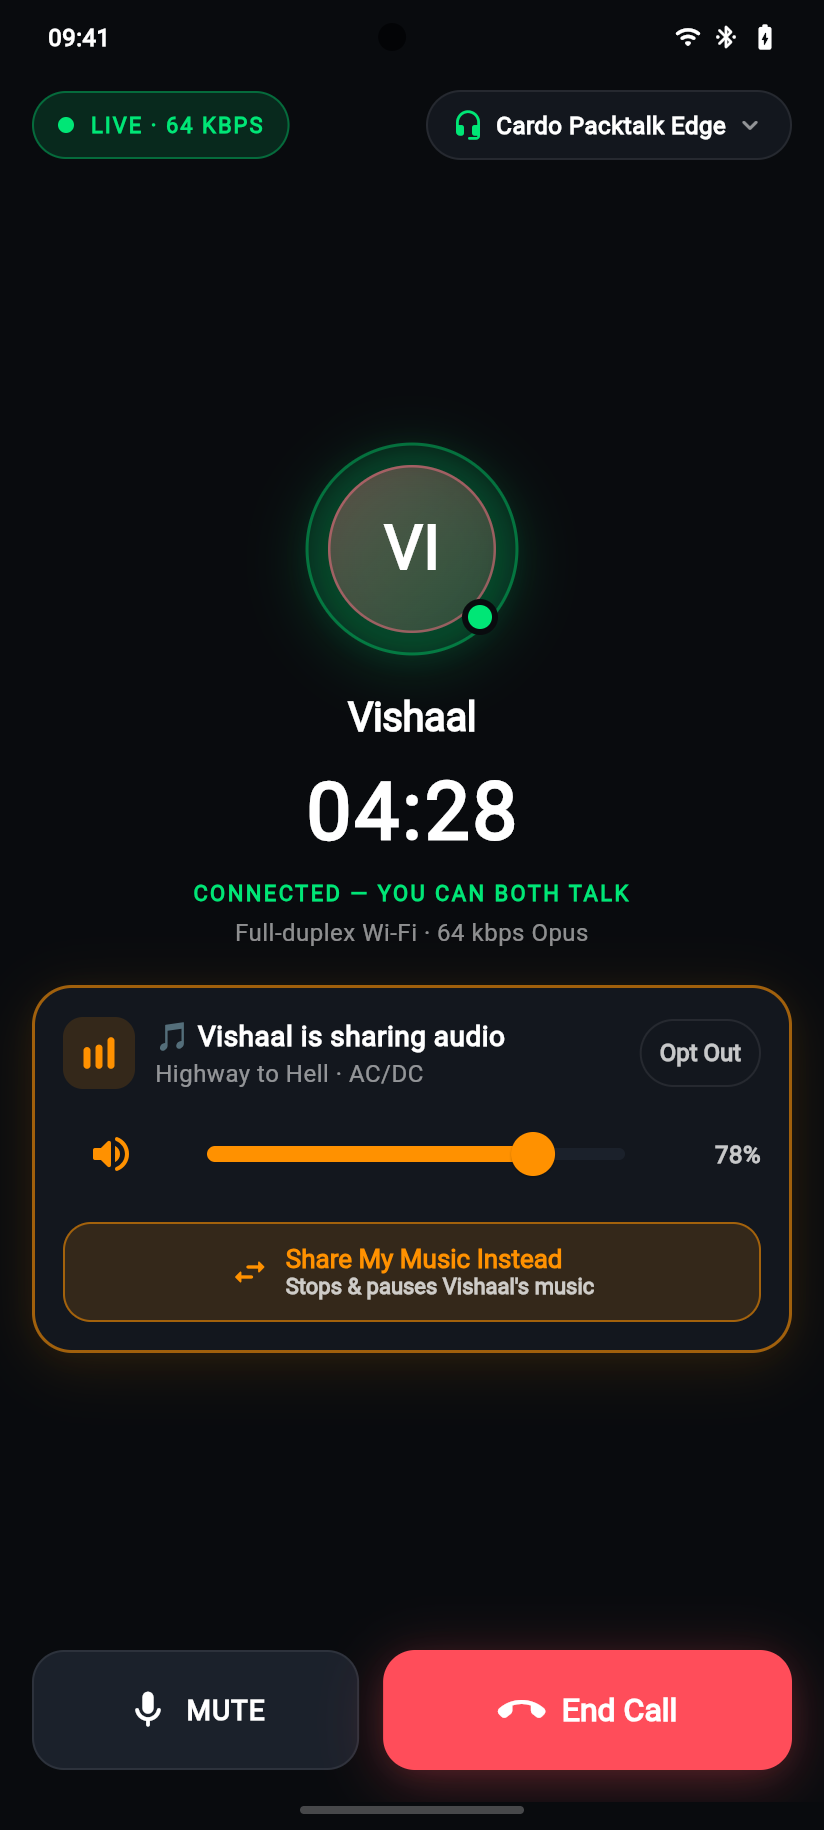 09:41
LIVE · 64 KBPS
Cardo Packtalk Edge
VI
Vishaal
04:28
CONNECTED — YOU CAN BOTH TALK
Full-duplex Wi-Fi · 64 kbps Opus
🎵 Vishaal is sharing audio
Highway to Hell · AC/DC
Opt Out
78%
Share My Music Instead
Stops & pauses Vishaal's music
MUTE
End Call